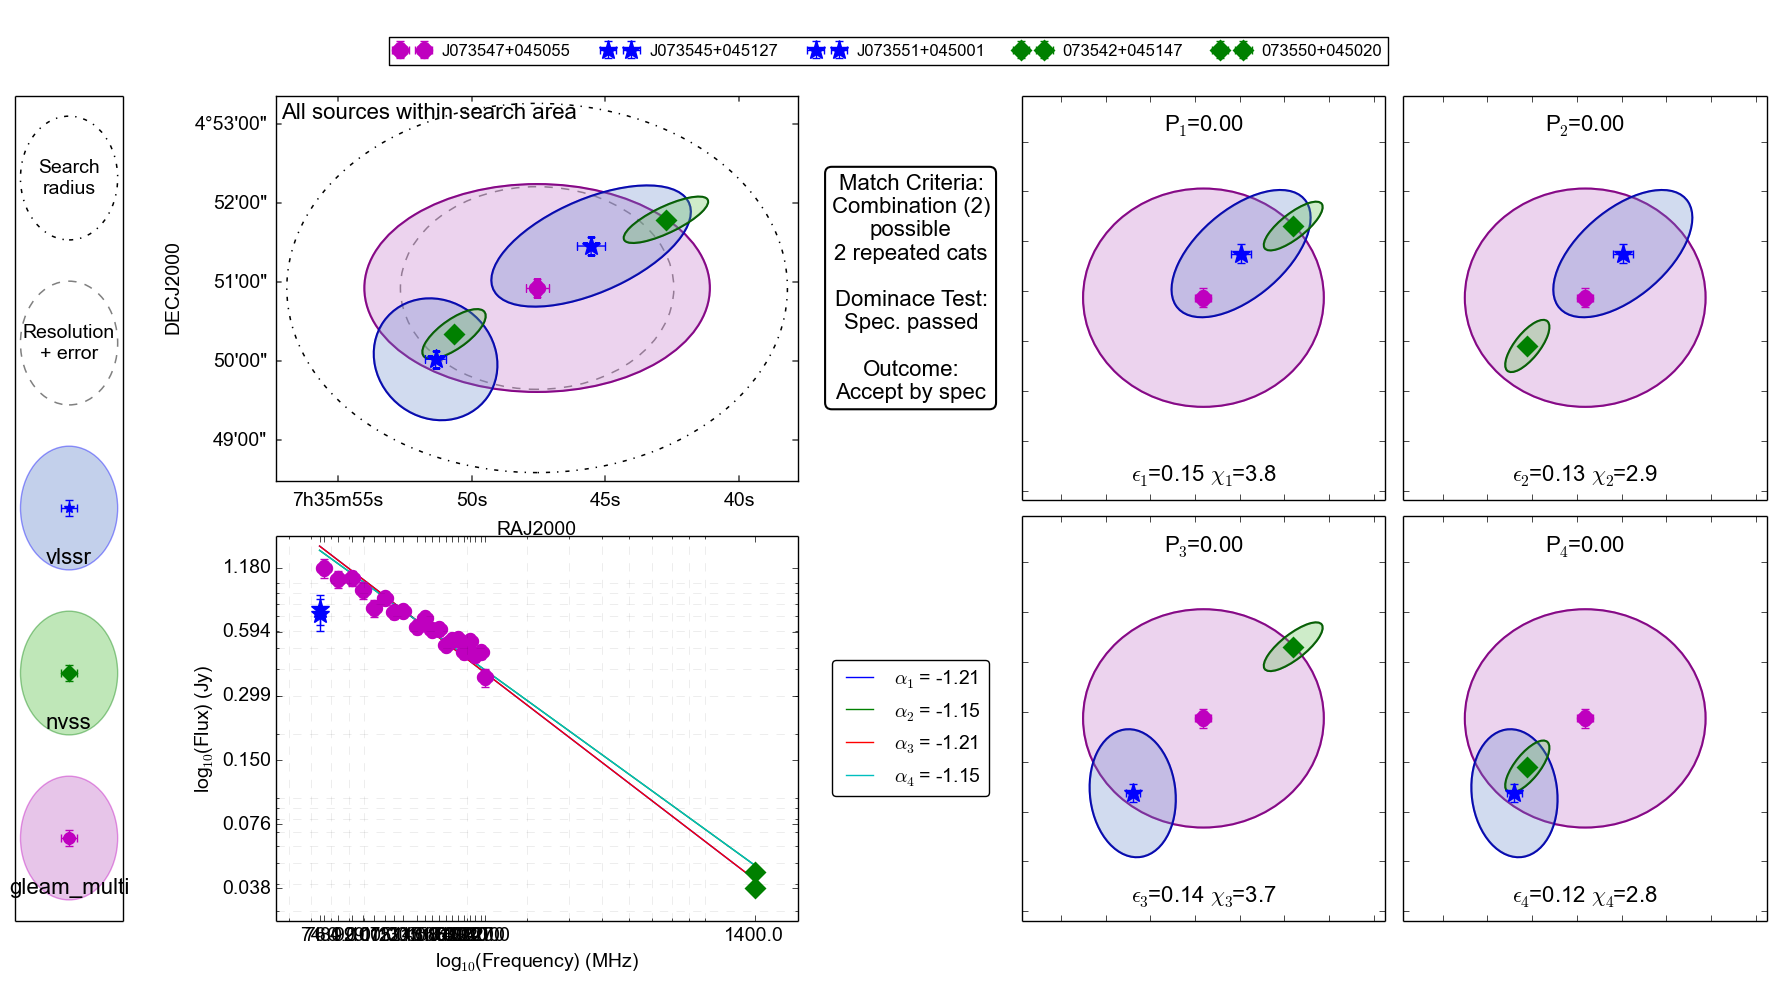 J073547+045055 J073545+045127 J073551+045001 073542+045147 073550+045020
Search
radius
Resolution
+ error
vlssr
nvss
gleam_multi
All sources within search area
4°53'00"
52'00"
51'00"
50'00"
49'00"
DECJ2000
7h35m55s 50s 45s 40s
RAJ2000
Match Criteria:
Combination (2)
possible
2 repeated cats
Dominace Test:
Spec. passed
Outcome:
Accept by spec
P1=0.00
ϵ1=0.15 χ1=3.8
P2=0.00
ϵ2=0.13 χ2=2.9
1.180
0.594
0.299
0.150
0.076
0.038
log10(Flux) (Jy)
1400.0
log10(Frequency) (MHz)
α1 = -1.21
α2 = -1.15
α3 = -1.21
α4 = -1.15
P3=0.00
ϵ3=0.14 χ3=3.7
P4=0.00
ϵ4=0.12 χ4=2.8